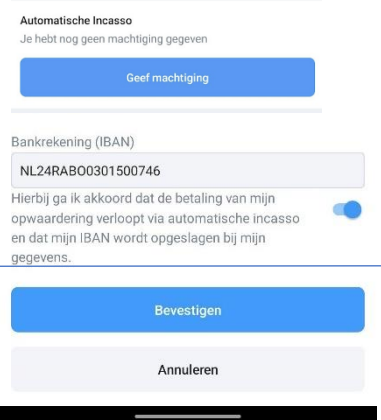 Automatische Incasso
Je hebt nog geen machtiging gegeven
Geef machtiging
Bankrekening (IBAN)
NL24RABO0301500746
Hierbij ga ik akkoord dat de betaling van mijn
opwaardering verloopt via automatische incasso
en dat mijn IBAN wordt opgeslagen bij mijn
gegevens.
Bevestigen
Annuleren